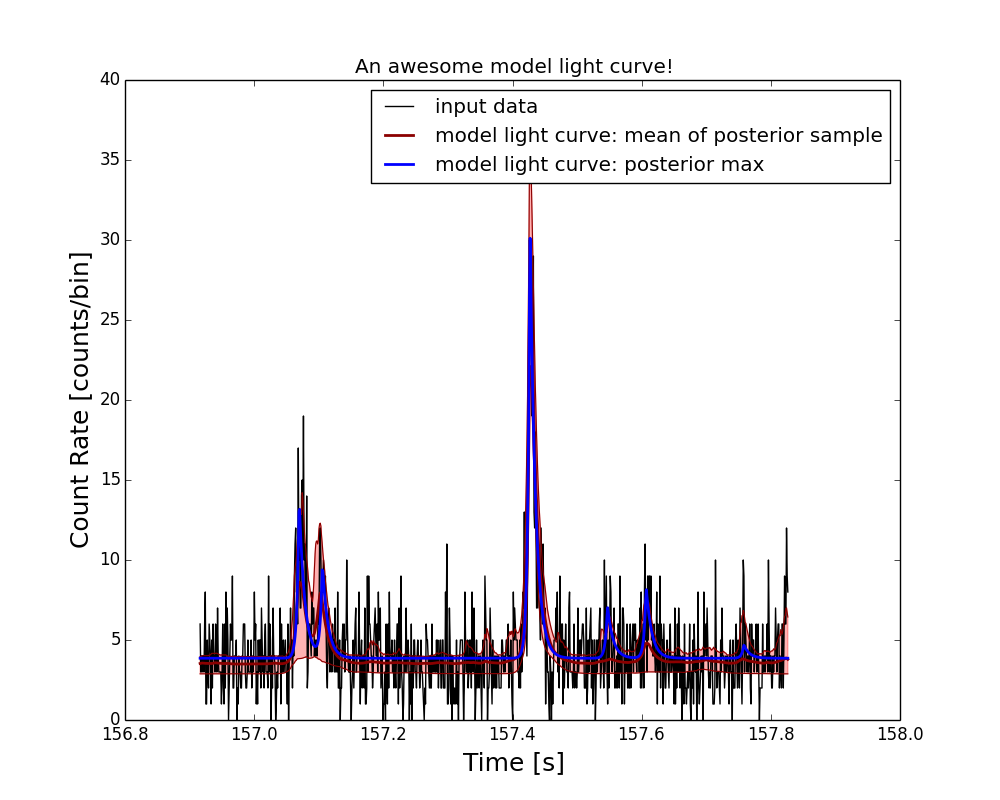 An awesome model light curve!
40
35
30
25
20
15
10
5
0
input data
model light curve: mean of posterior sample
model light curve: posterior max
Count Rate [counts/bin]
156.8 157.0 157.2 157.4 157.6 157.8 158.0
Time [s]